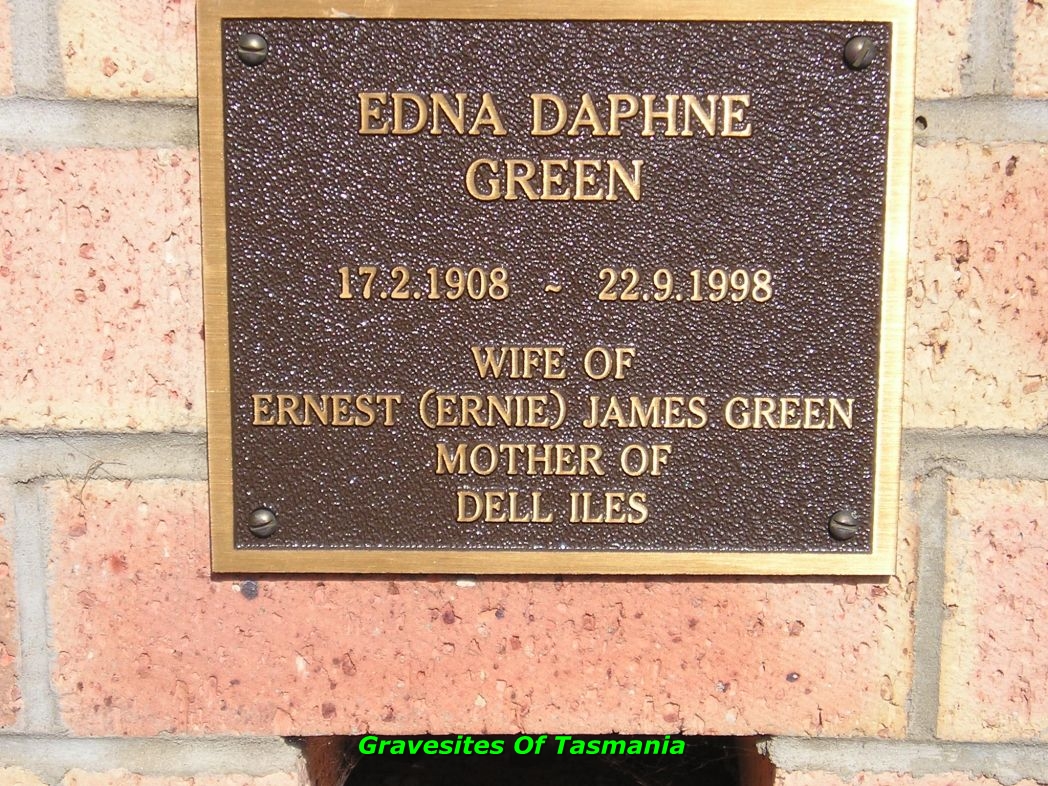 EDNA DAPHNE
GREEN
17.2.1908 ~ 22.9.1998
WIFE OF
ERNEST (ERNIE) JAMES GREEN
MOTHER OF
DELL ILES
Gravesites Of Tasmania